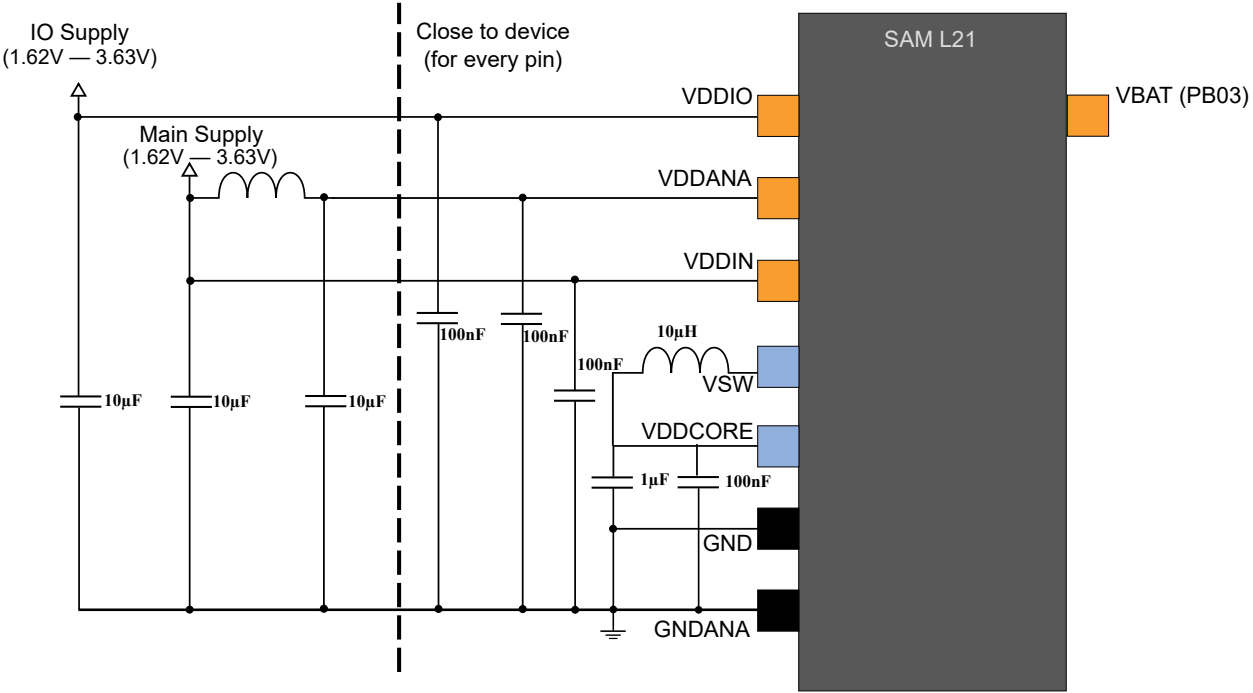 IO Supply
(1.62V — 3.63V)
Close to device
(for every pin)
SAM L21
VDDIO
VBAT (PB03)
Main Supply
(1.62V — 3.63V)
VDDANA
VDDIN
100nF
100nF
10µH
100nF
VSW
10µF
10µF
10µF
VDDCORE
1µF
100nF
GND
GNDANA